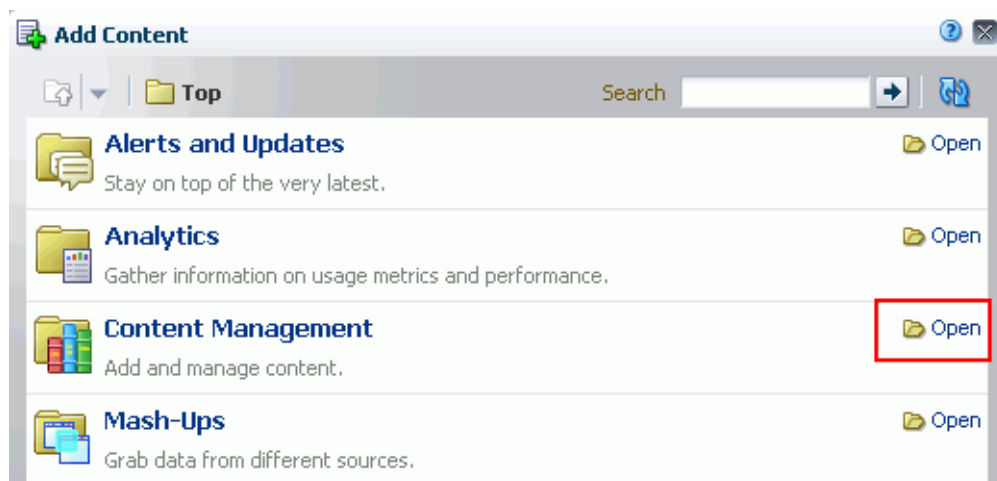 Add Content
Top Search
Alerts and Updates Open
Stay on top of the very latest.
Analytics Open
Gather information on usage metrics and performance.
Content Management Open
Add and manage content.
Mash-Ups Open
Grab data from different sources.